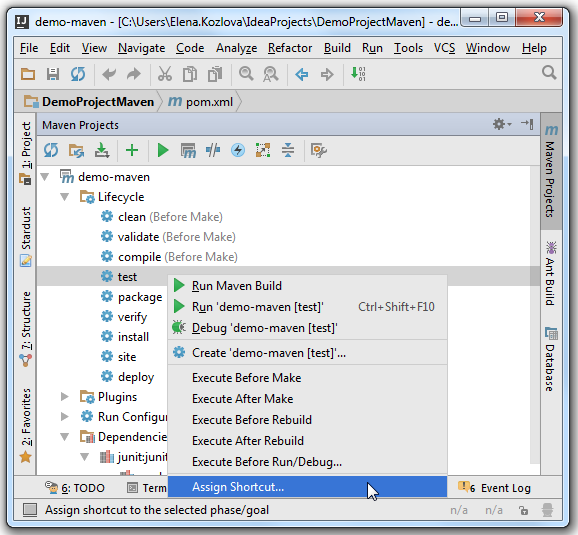 demo-maven - [C:\Users\Elena.Kozlova\IdeaProjects\DemoProjectMaven] - de...
File Edit View Navigate Code Analyze Refactor Build Run Tools VCS Window Help
DemoProjectMaven pom.xml
1: Project
Stardust
7: Structure
2: Favorites
Maven Projects
demo-maven
Lifecycle
clean (Before Make)
validate (Before Make)
compile (Before Make)
test
package
verify
install
site
deploy
Plugins
Run Configur
Dependencie
junit:juni
Run Maven Build
Run 'demo-maven [test]' Ctrl+Shift+F10
Debug 'demo-maven [test]'
Create 'demo-maven [test]'...
Execute Before Make
Execute After Make
Execute Before Rebuild
Execute After Rebuild
Execute Before Run/Debug...
Assign Shortcut...
Maven Projects
Ant Build
Database
6: TODO Term 6 Event Log
Assign shortcut to the selected phase/goal n/a n/a